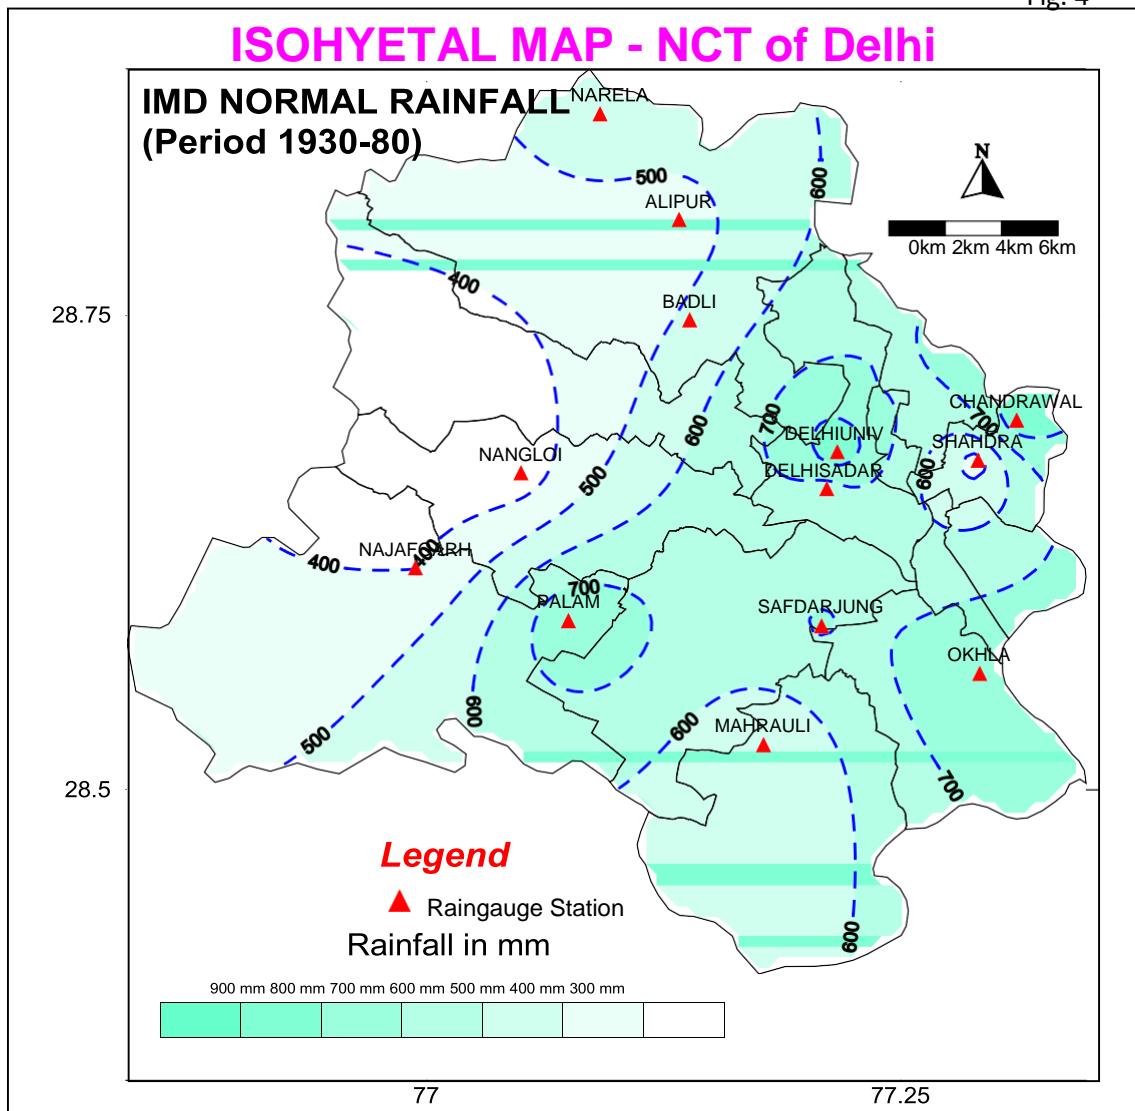 Fig. 4
ISOHYETAL MAP - NCT of Delhi
IMD NORMAL RAINFALL
(Period 1930-80)
NARELA
N
500
600
ALIPUR
0km 2km 4km 6km
400
BADLI
28.75
CHANDRAWAL
700
700
600
DELHIUNIV
SHAHDRA
NANGLOI
DELHISADAR
500
600
NAJAFGARH
400
400
700
PALAM
SAFDARJUNG
OKHLA
600
600
MAHRAULI
500
700
28.5
Legend
Raingauge Station
600
Rainfall in mm
900 mm 800 mm 700 mm 600 mm 500 mm 400 mm 300 mm
77
77.25